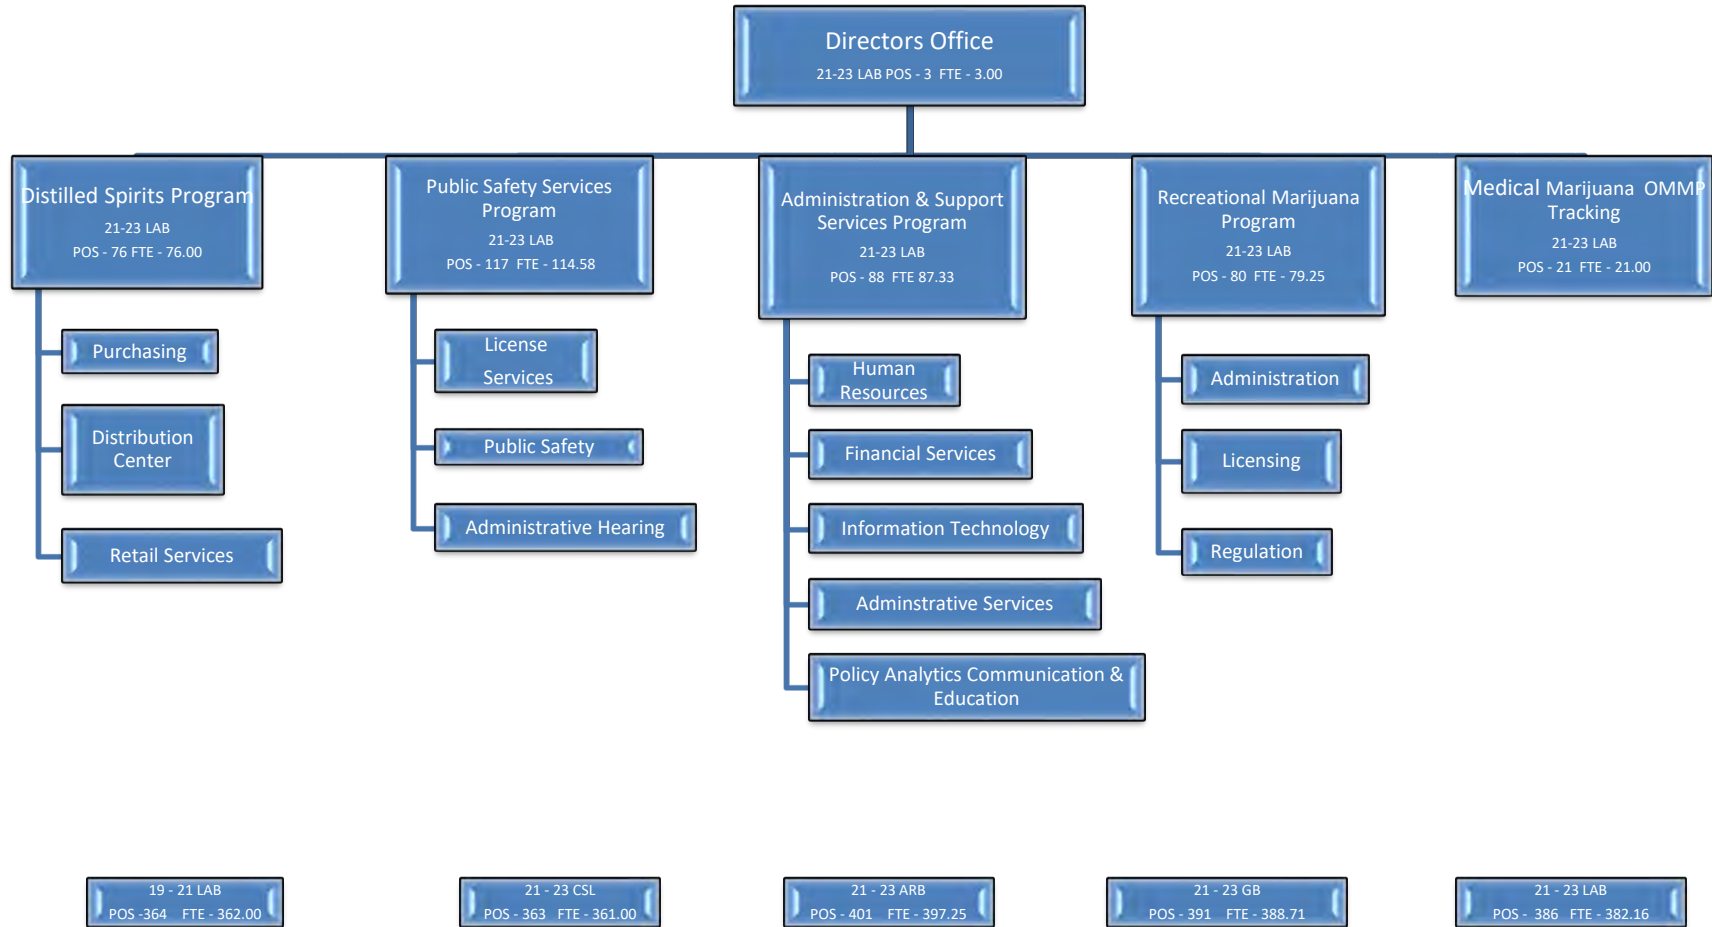 Directors Office
21-23 LAB POS - 3 FTE - 3.00
Distilled Spirits Program
21-23 LAB
POS - 76 FTE - 76.00
Purchasing
Distribution
Center
Retail Services
Public Safety Services
Program
21-23 LAB
POS - 117 FTE - 114.58
License
Services
Public Safety
Administrative Hearing
Administration & Support
Services Program
21-23 LAB
POS - 88 FTE 87.33
Human
Resources
Financial Services
Information Technology
Adminstrative Services
Policy Analytics Communication &
Education
Recreational Marijuana
Program
21-23 LAB
POS - 80 FTE - 79.25
Administration
Licensing
Regulation
Medical Marijuana OMMP
Tracking
21-23 LAB
POS - 21 FTE - 21.00
19 - 21 LAB
POS -364 FTE - 362.00
21 - 23 CSL
POS - 363 FTE - 361.00
21 - 23 ARB
POS - 401 FTE - 397.25
21 - 23 GB
POS - 391 FTE - 388.71
21 - 23 LAB
POS - 386 FTE - 382.16